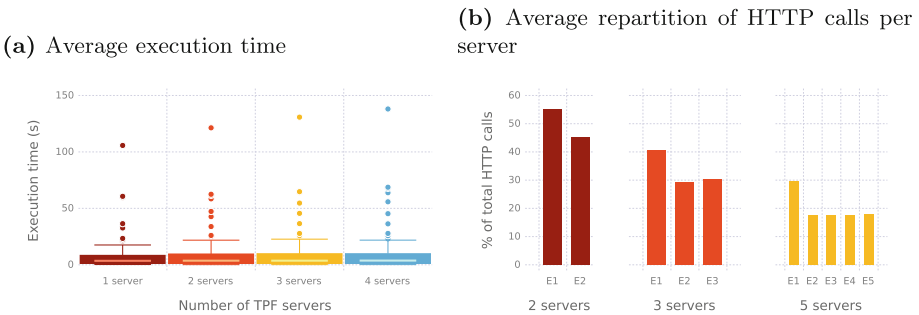 (a) Average execution time
(b) Average repartition of HTTP calls per
server
Execution time (s)
150
100
50
0
1 server
2 servers
3 servers
4 servers
Number of TPF servers
% of total HTTP calls
60
50
40
30
20
10
0
E1 E2
E1 E2 E3
E1 E2 E3 E4 E5
2 servers
3 servers
5 servers